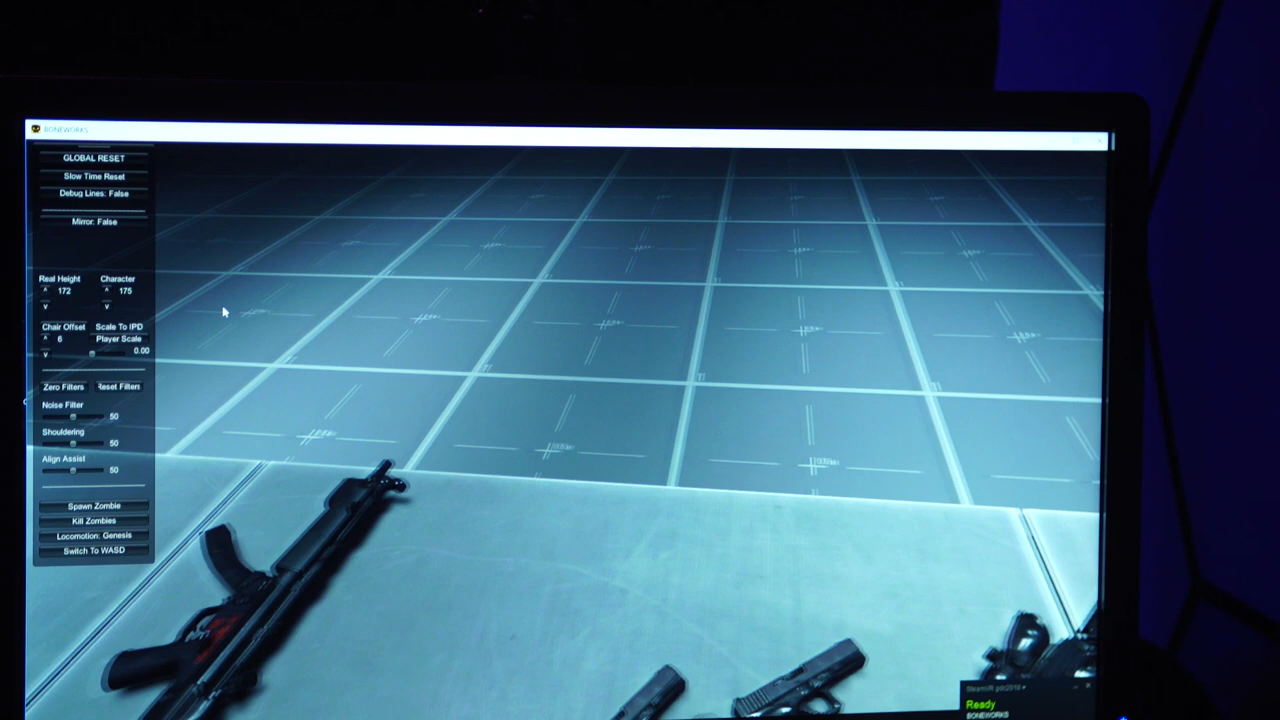 BONEWORKS
GLOBAL RESET
Slow Time Reset
Debug Lines: False
Mirror: False
Real Height
Character
^ 172
^ 175
v
v
Chair Offset
Scale To IPD
^ 6
Player Scale
v
0.00
Zero Filters
Reset Filters
Noise Filter
50
Shouldering
50
Align Assist
50
Spawn Zombie
Kill Zombies
Locomotion: Genesis
Switch To WASD
Ready
BONEWORKS